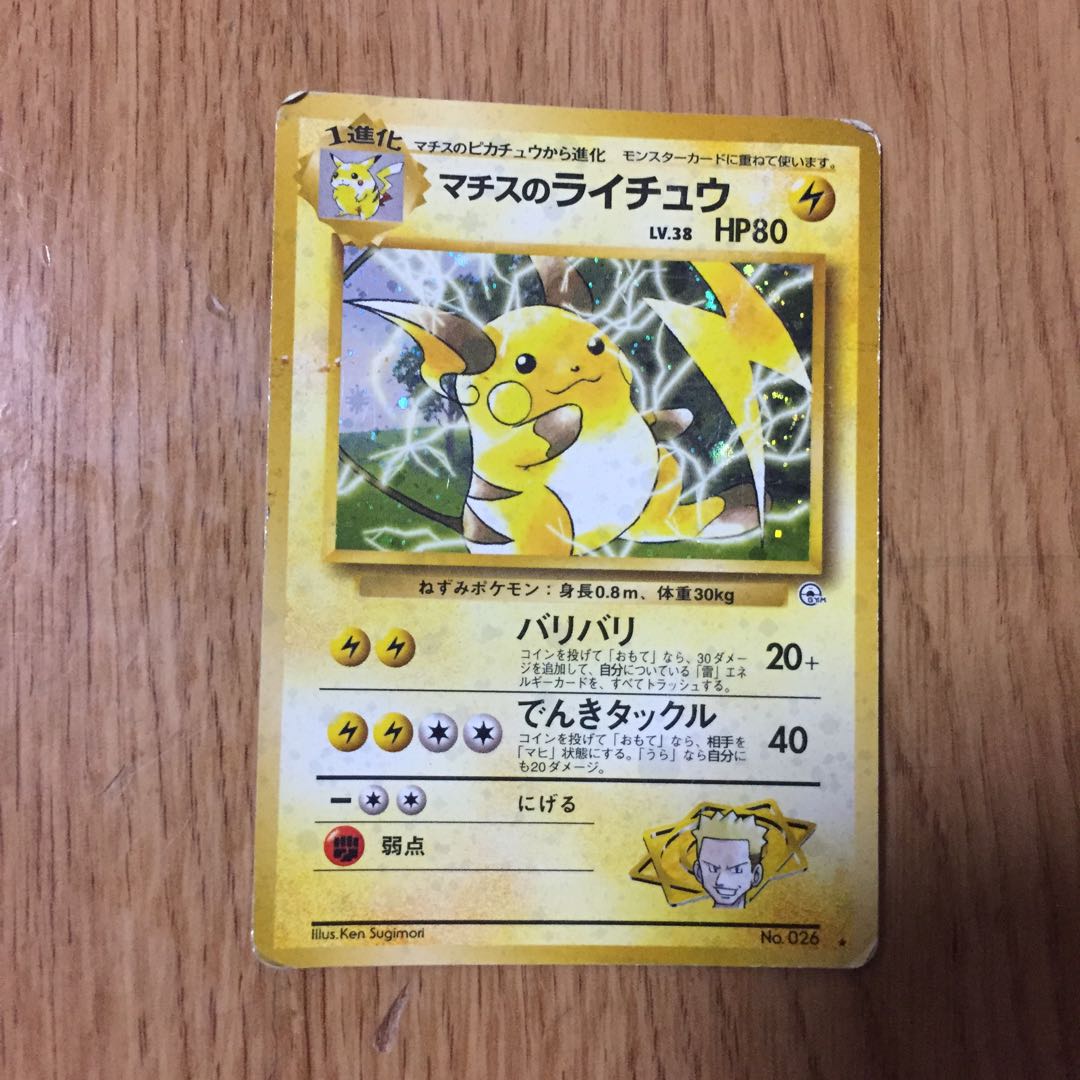 1進化
マチスのピカチュウから進化 モンスターカードに重ねて使います。
マチスのライチュウ
LV.38 HP80
ねずみポケモン：身長0.8m、体重30kg
GYM
バリバリ 20+
コインを投げて「おもて」なら、30ダメー
ジを追加して、自分についている「雷」エネ
ルギーカードを、すべてトラッシュする。
でんきタックル 40
コインを投げて「おもて」なら、相手を
「マヒ」状態にする。「うら」なら自分に
も20ダメージ。
にげる
弱点
Illus. Ken Sugimori
No. 026 ★